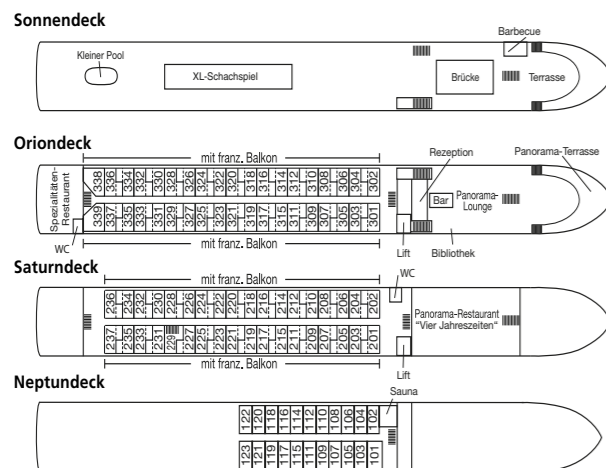 Sonnendeck
Barbecue
Kleiner Pool
XL-Schachspiel
Brücke
Terrasse
Oriondeck
mit franz. Balkon
Rezeption
Panorama-Terrasse
Spezialitäten-
Restaurant
338 336 334 332 330 328 326 324 322 320 318 316 314 312 310 308 306 304 302
339 337 335 333 331 329 327 325 323 321 319 317 315 311 309 307 305 303 301
Bar
Panorama-
Lounge
WC
mit franz. Balkon
Lift
Bibliothek
Saturndeck
mit franz. Balkon
WC
236 234 232 230 228 226 224 222 220 218 216 214 212 210 208 206 204 202
237 235 233 231 229 227 225 223 221 219 217 215 211 209 207 205 203 201
Panorama-Restaurant
"Vier Jahreszeiten"
mit franz. Balkon
Lift
Neptundeck
Sauna
122 120 118 116 114 112 110 108 106 104 102
123 121 119 117 115 111 109 107 105 103 101